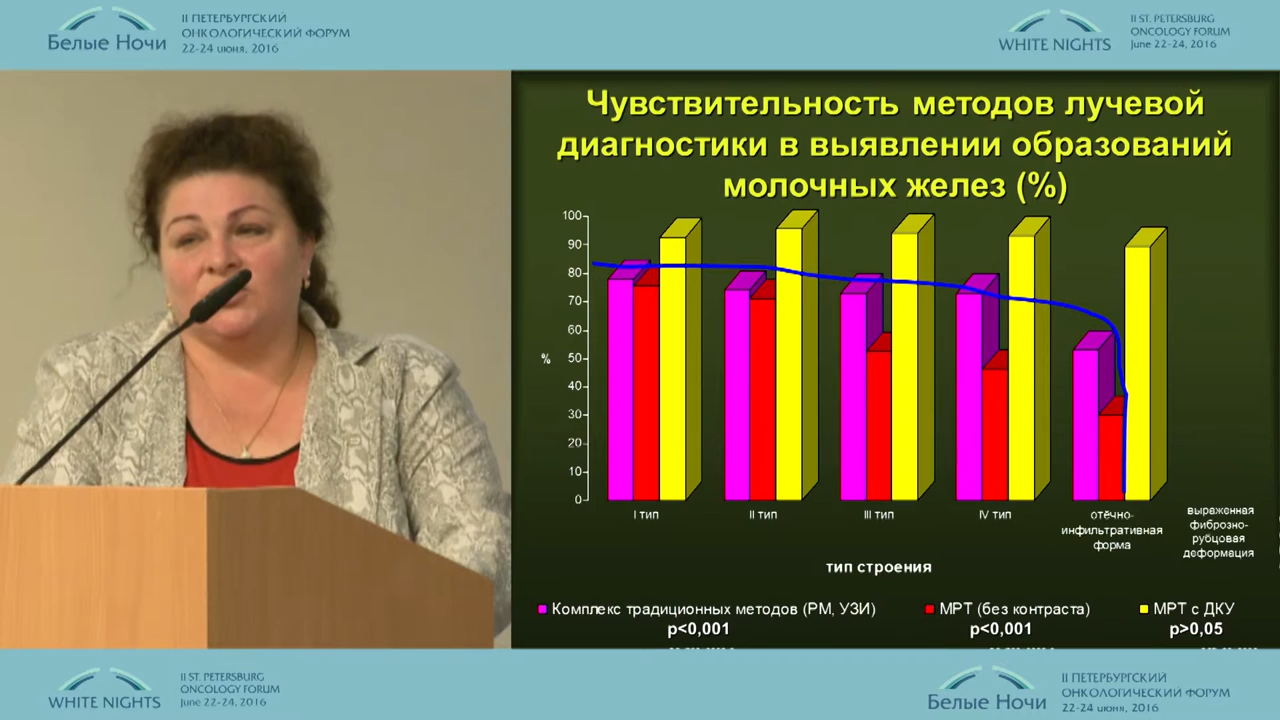 Белые Ночи
II ПЕТЕРБУРГСКИЙ
ОНКОЛОГИЧЕСКИЙ ФОРУМ
22-24 июня, 2016
WHITE NIGHTS
II ST. PETERSBURG
ONCOLOGY FORUM
June 22-24, 2016
Чувствительность методов лучевой
диагностики в выявлении образований
молочных желез (%)
100
90
80
70
60
50
40
30
20
10
0
%
I тип
II тип
III тип
IV тип
отёчно-
инфильтративная
форма
выраженная
фиброзно-
рубцовая
деформация
тип строения
Комплекс традиционных методов (РМ, УЗИ)
МРТ (без контраста)
МРТ с ДКУ
p<0,001
p<0,001
p>0,05
WHITE NIGHTS
II ST. PETERSBURG
ONCOLOGY FORUM
June 22-24, 2016
Белые Ночи
II ПЕТЕРБУРГСКИЙ
ОНКОЛОГИЧЕСКИЙ ФОРУМ
22-24 июня, 2016